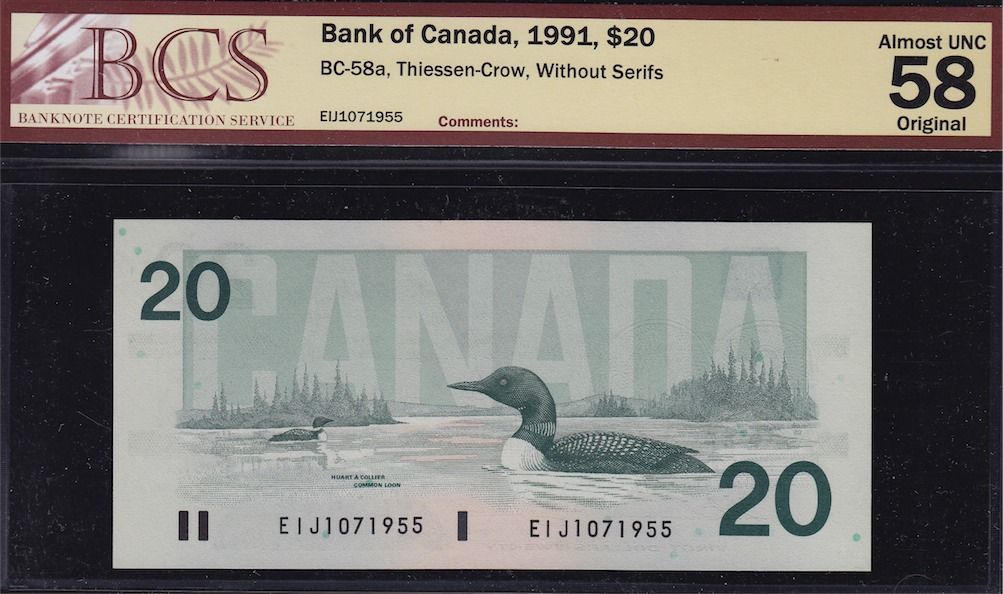 BCS
BANKNOTE CERTIFICATION SERVICE
Bank of Canada, 1991, $20
BC-58a, Thiessen-Crow, Without Serifs
EIJ1071955
Comments:
Almost UNC
58
Original
20
CANADA
HUART A COLLIER
COMMON LOON
EIJ1071955
EIJ1071955
20